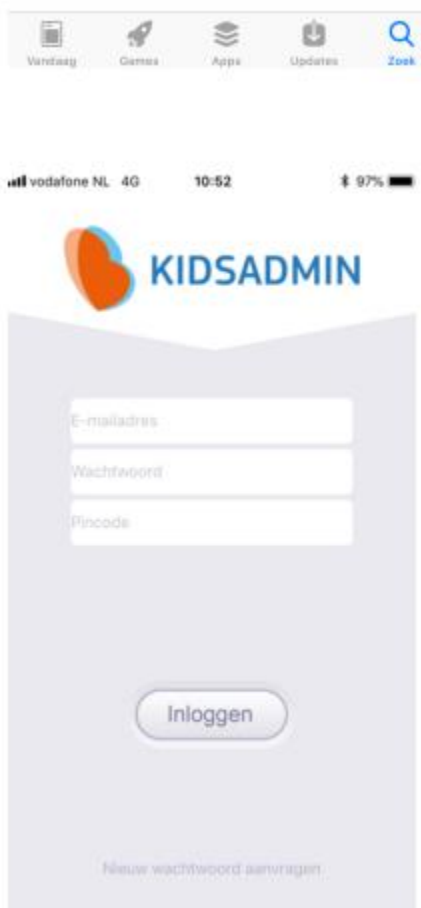 Vandaag Games Apps Updates Zoek
vodafone NL 4G 10:52 97%
KIDSADMIN
E-mailadres
Wachtwoord
Pincode
Inloggen
Nieuw wachtwoord aanvragen